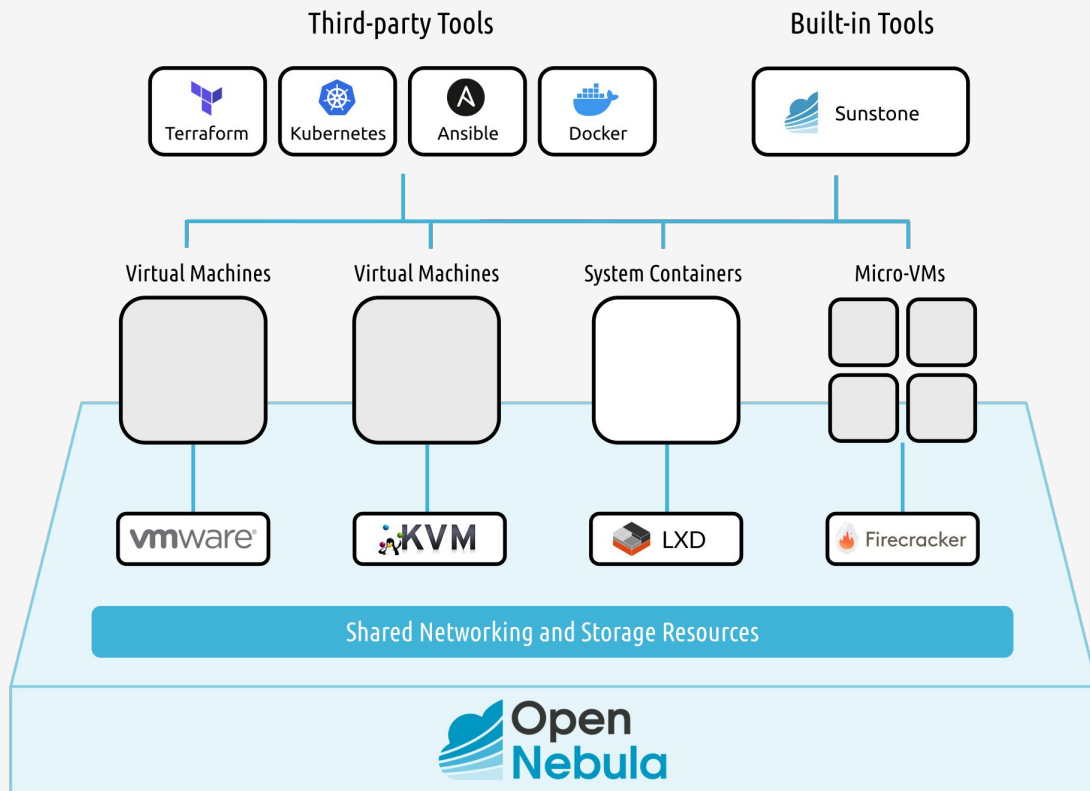 Third-party Tools
Built-in Tools
Terraform
Kubernetes
Ansible
Docker
Sunstone
Virtual Machines
Virtual Machines
System Containers
Micro-VMs
vmware®
KVM
LXD
Firecracker
Shared Networking and Storage Resources
Open
Nebula